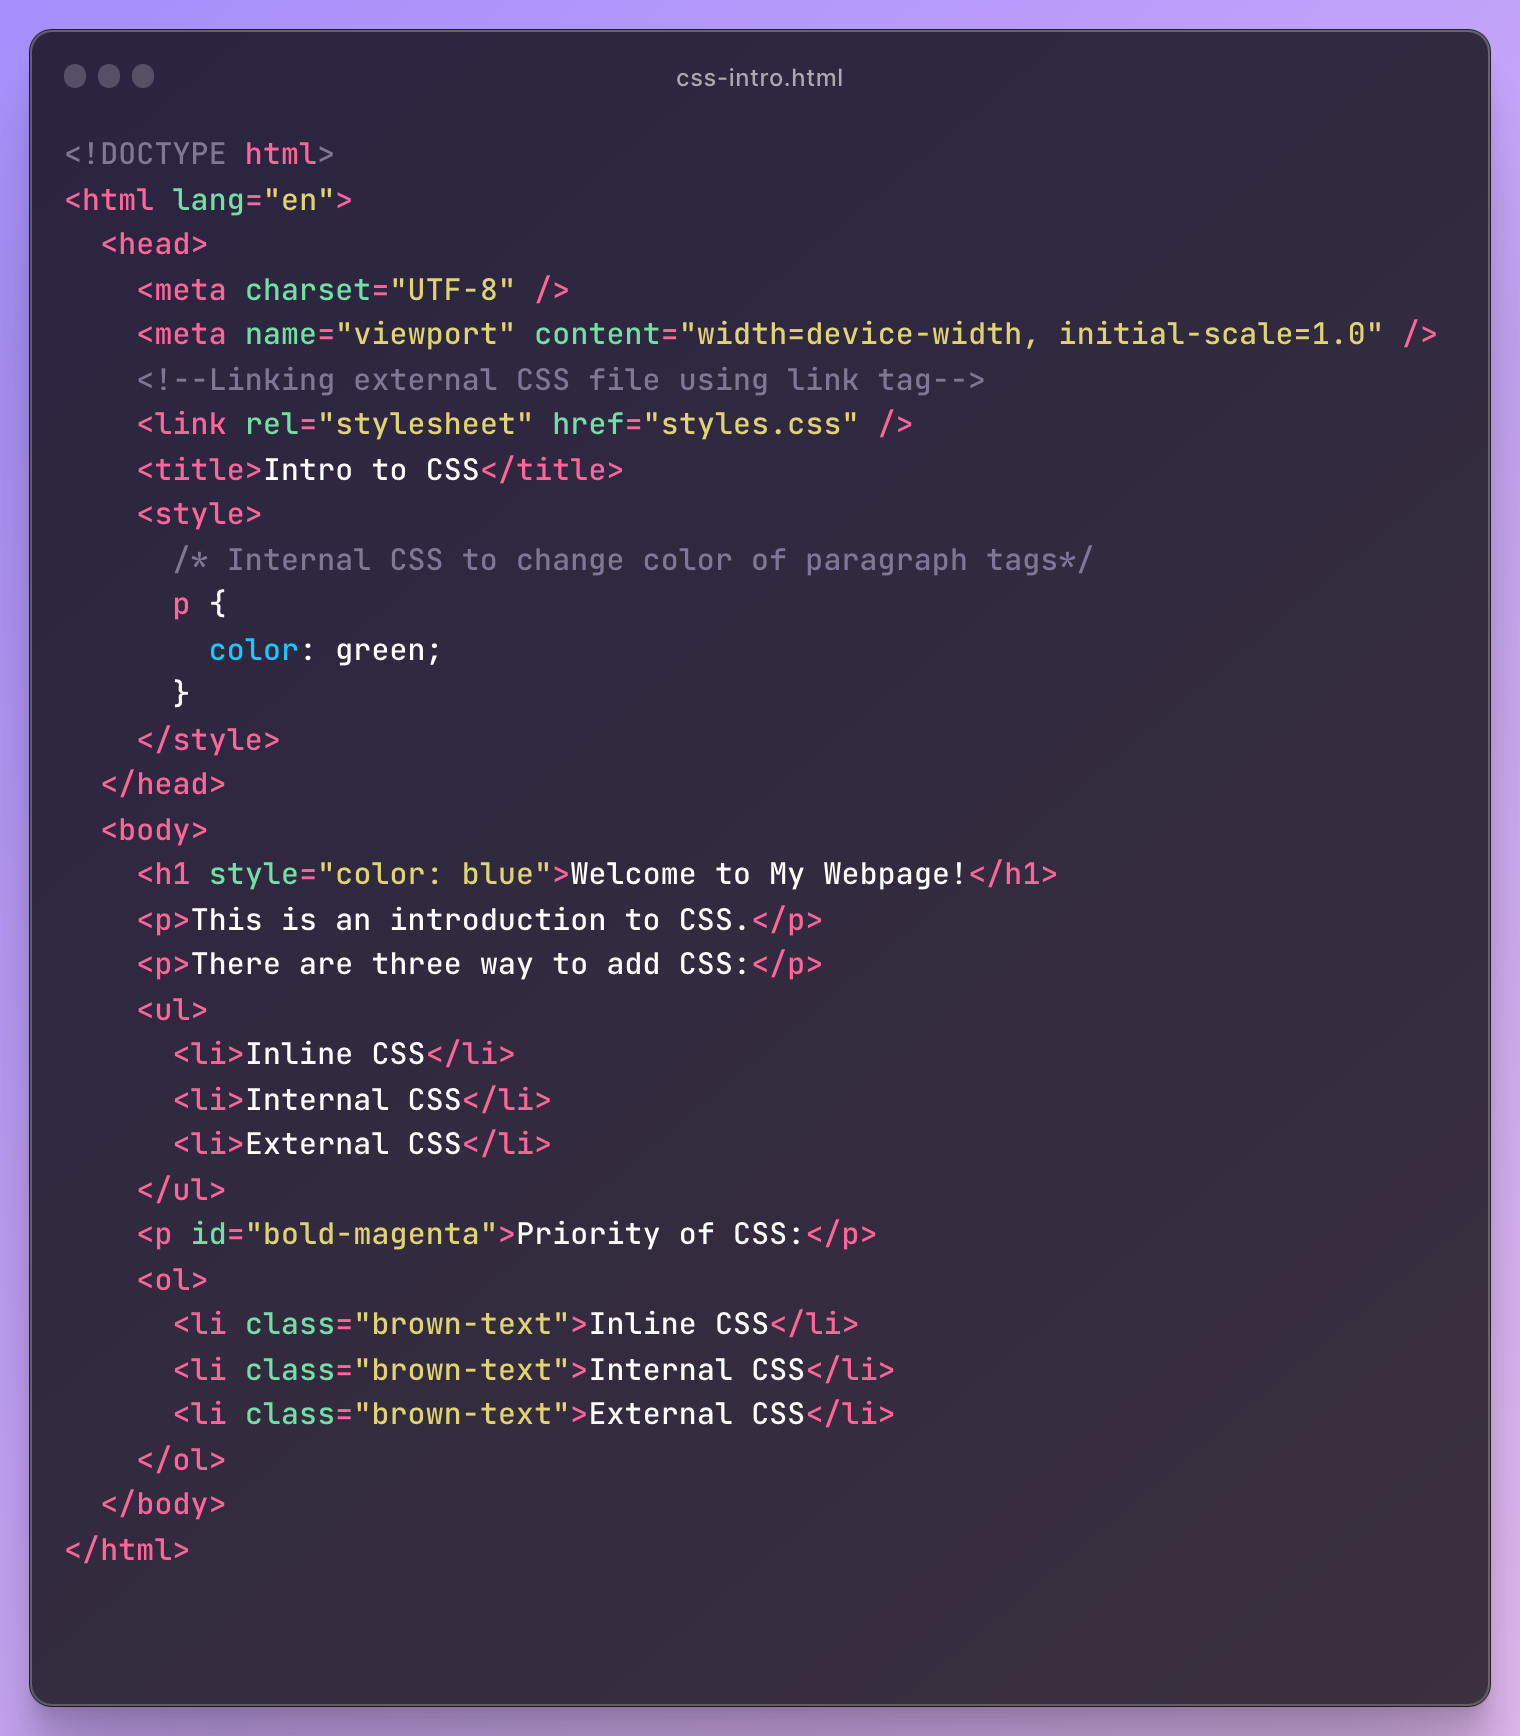 css-intro.html
<!DOCTYPE html>
<html lang="en">
  <head>
    <meta charset="UTF-8" />
    <meta name="viewport" content="width=device-width, initial-scale=1.0" />
    <!--Linking external CSS file using link tag-->
    <link rel="stylesheet" href="styles.css" />
    <title>Intro to CSS</title>
    <style>
      /* Internal CSS to change color of paragraph tags*/
      p {
        color: green;
      }
    </style>
  </head>
  <body>
    <h1 style="color: blue">Welcome to My Webpage!</h1>
    <p>This is an introduction to CSS.</p>
    <p>There are three way to add CSS:</p>
    <ul>
      <li>Inline CSS</li>
      <li>Internal CSS</li>
      <li>External CSS</li>
    </ul>
    <p id="bold-magenta">Priority of CSS:</p>
    <ol>
      <li class="brown-text">Inline CSS</li>
      <li class="brown-text">Internal CSS</li>
      <li class="brown-text">External CSS</li>
    </ol>
  </body>
</html>